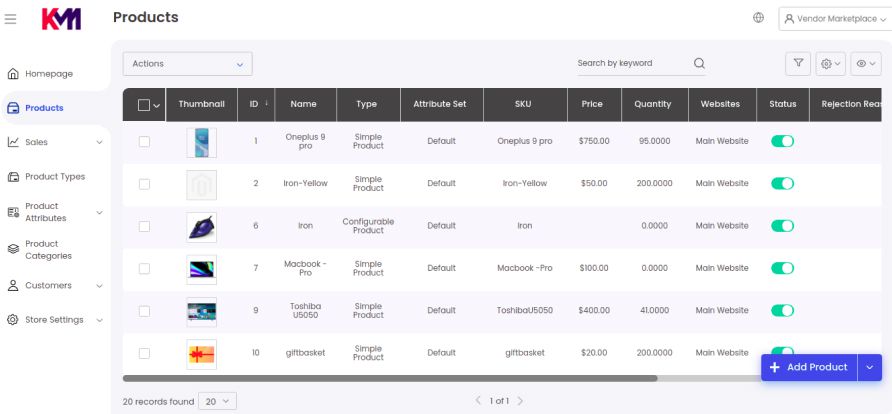 KMM
Products
Vendor Marketplace
Actions
Search by keyword
Homepage
Products
Sales
Product Types
Product
Attributes
Product
Categories
Customers
Store Settings
Thumbnail ID ↓ Name Type Attribute Set SKU Price Quantity Websites Status Rejection Reas
1 Oneplus 9 pro Simple Product Default Oneplus 9 pro $750.00 95.0000 Main Website
2 Iron-Yellow Simple Product Default Iron-Yellow $50.00 200.0000 Main Website
6 Iron Configurable Product Default Iron 0.0000 Main Website
7 Macbook -Pro Simple Product Default Macbook -Pro $100.00 0.0000 Main Website
9 Toshiba U5050 Simple Product Default ToshibaU5050 $400.00 41.0000 Main Website
10 giftbasket Simple Product Default giftbasket $20.00 200.0000 Main Website
+ Add Product
20 records found 20
< 1 of 1 >